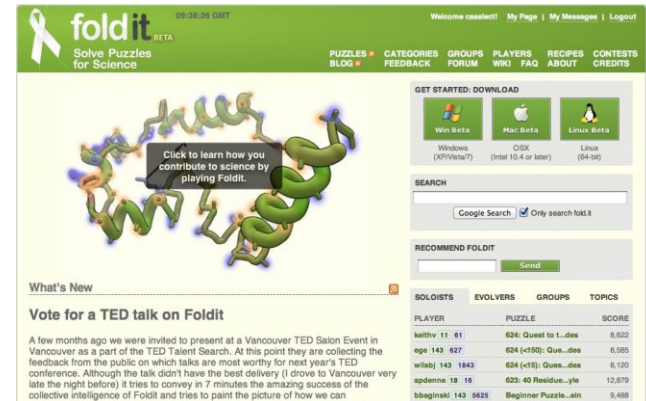 foldit BETA
09:38:36 GMT
Welcome casslect! My Page | My Messages | Logout
Solve Puzzles
for Science
PUZZLES CATEGORIES GROUPS PLAYERS RECIPES CONTESTS
BLOG FEEDBACK FORUM WIKI FAQ ABOUT CREDITS
Click to learn how you
contribute to science by
playing FoldIt.
GET STARTED: DOWNLOAD
Win Beta Mac Beta Linux Beta
Windows OSX Linux
(XP/Vista/7) (Intel 10.4 or later) (64-bit)
SEARCH
Google Search Only search fold.it
RECOMMEND FOLDIT
Send
What's New
Vote for a TED talk on Foldit
A few months ago we were invited to present at a Vancouver TED Salon Event in
Vancouver as a part of the TED Talent Search. At this point they are collecting the
feedback from the public on which talks are most worthy for next year's TED
conference. Although the talk didn't have the best delivery (I drove to Vancouver very
late the night before) it tries to convey in 7 minutes the amazing success of the
collective intelligence of Foldit and tries to paint the picture of how we can
SOLOISTS EVOLVERS GROUPS TOPICS
PLAYER PUZZLE SCORE
keithv 11 61 624: Quest to t...des 8,622
ege 143 627 624 (<150): Que...des 8,585
wilsbj 143 1843 624 (<15): Ques...des 8,120
spdenne 18 16 623: 40 Residue...yle 12,879
bbaginski 143 5625 Beginner Puzzle...ein 9,488